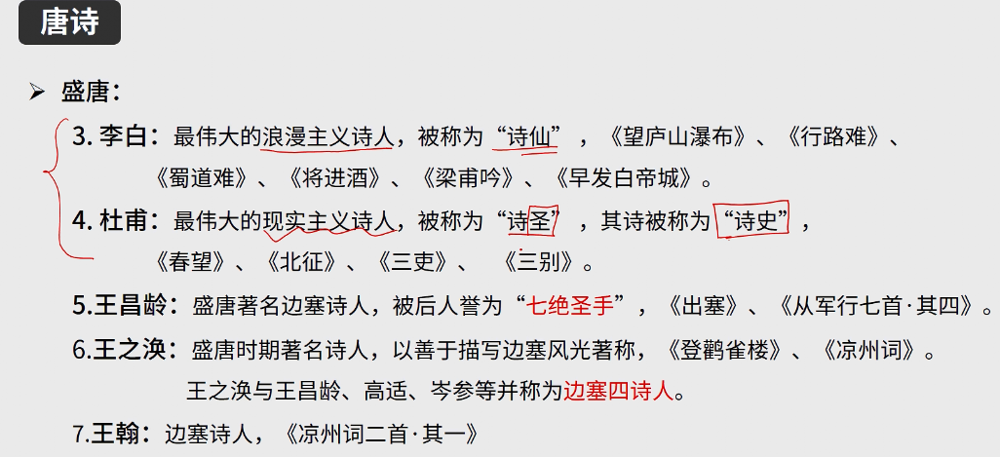 唐诗
➢ 盛唐：
3. 李白：最伟大的浪漫主义诗人，被称为“诗仙”，《望庐山瀑布》、《行路难》、
《蜀道难》、《将进酒》、《梁甫吟》、《早发白帝城》。
4. 杜甫：最伟大的现实主义诗人，被称为“诗圣”，其诗被称为“诗史”，
《春望》、《北征》、《三吏》、 《三别》。
5.王昌龄：盛唐著名边塞诗人，被后人誉为“七绝圣手”，《出塞》、《从军行七首·其四》。
6.王之涣：盛唐时期著名诗人，以善于描写边塞风光著称，《登鹳雀楼》、《凉州词》。
王之涣与王昌龄、高适、岑参等并称为边塞四诗人。
7.王翰：边塞诗人，《凉州词二首·其一》